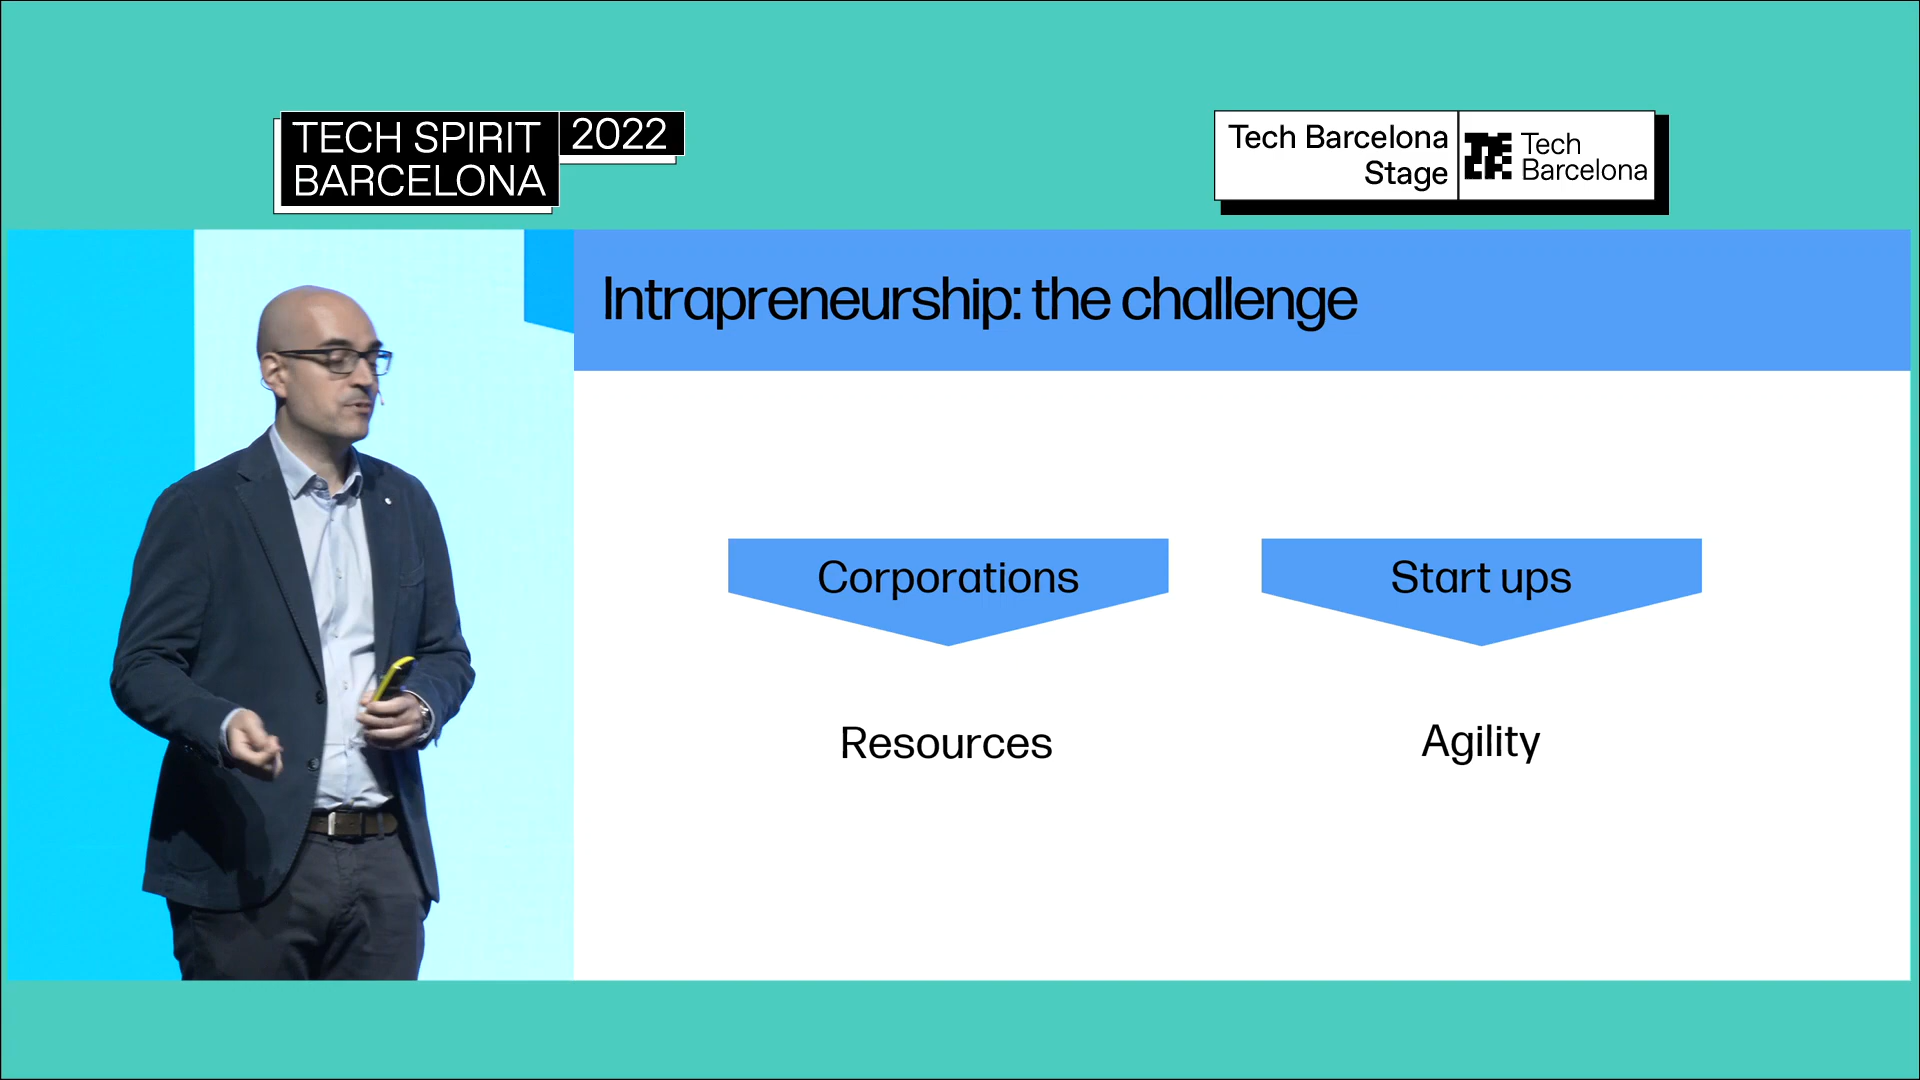 TECH SPIRIT
BARCELONA
2022
Tech Barcelona
Stage
Tech
Barcelona
Intrapreneurship: the challenge
Corporations
Start ups
Resources
Agility